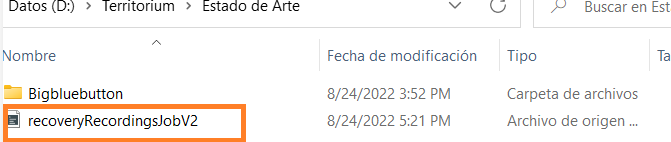 Datos (D:) > Territorium > Estado de Arte
Buscar en Est
Nombre Fecha de modificación Tipo Ta
Bigbluebutton 8/24/2022 3:52 PM Carpeta de archivos
recoveryRecordingsJobV2 8/24/2022 5:21 PM Archivo de origen ...